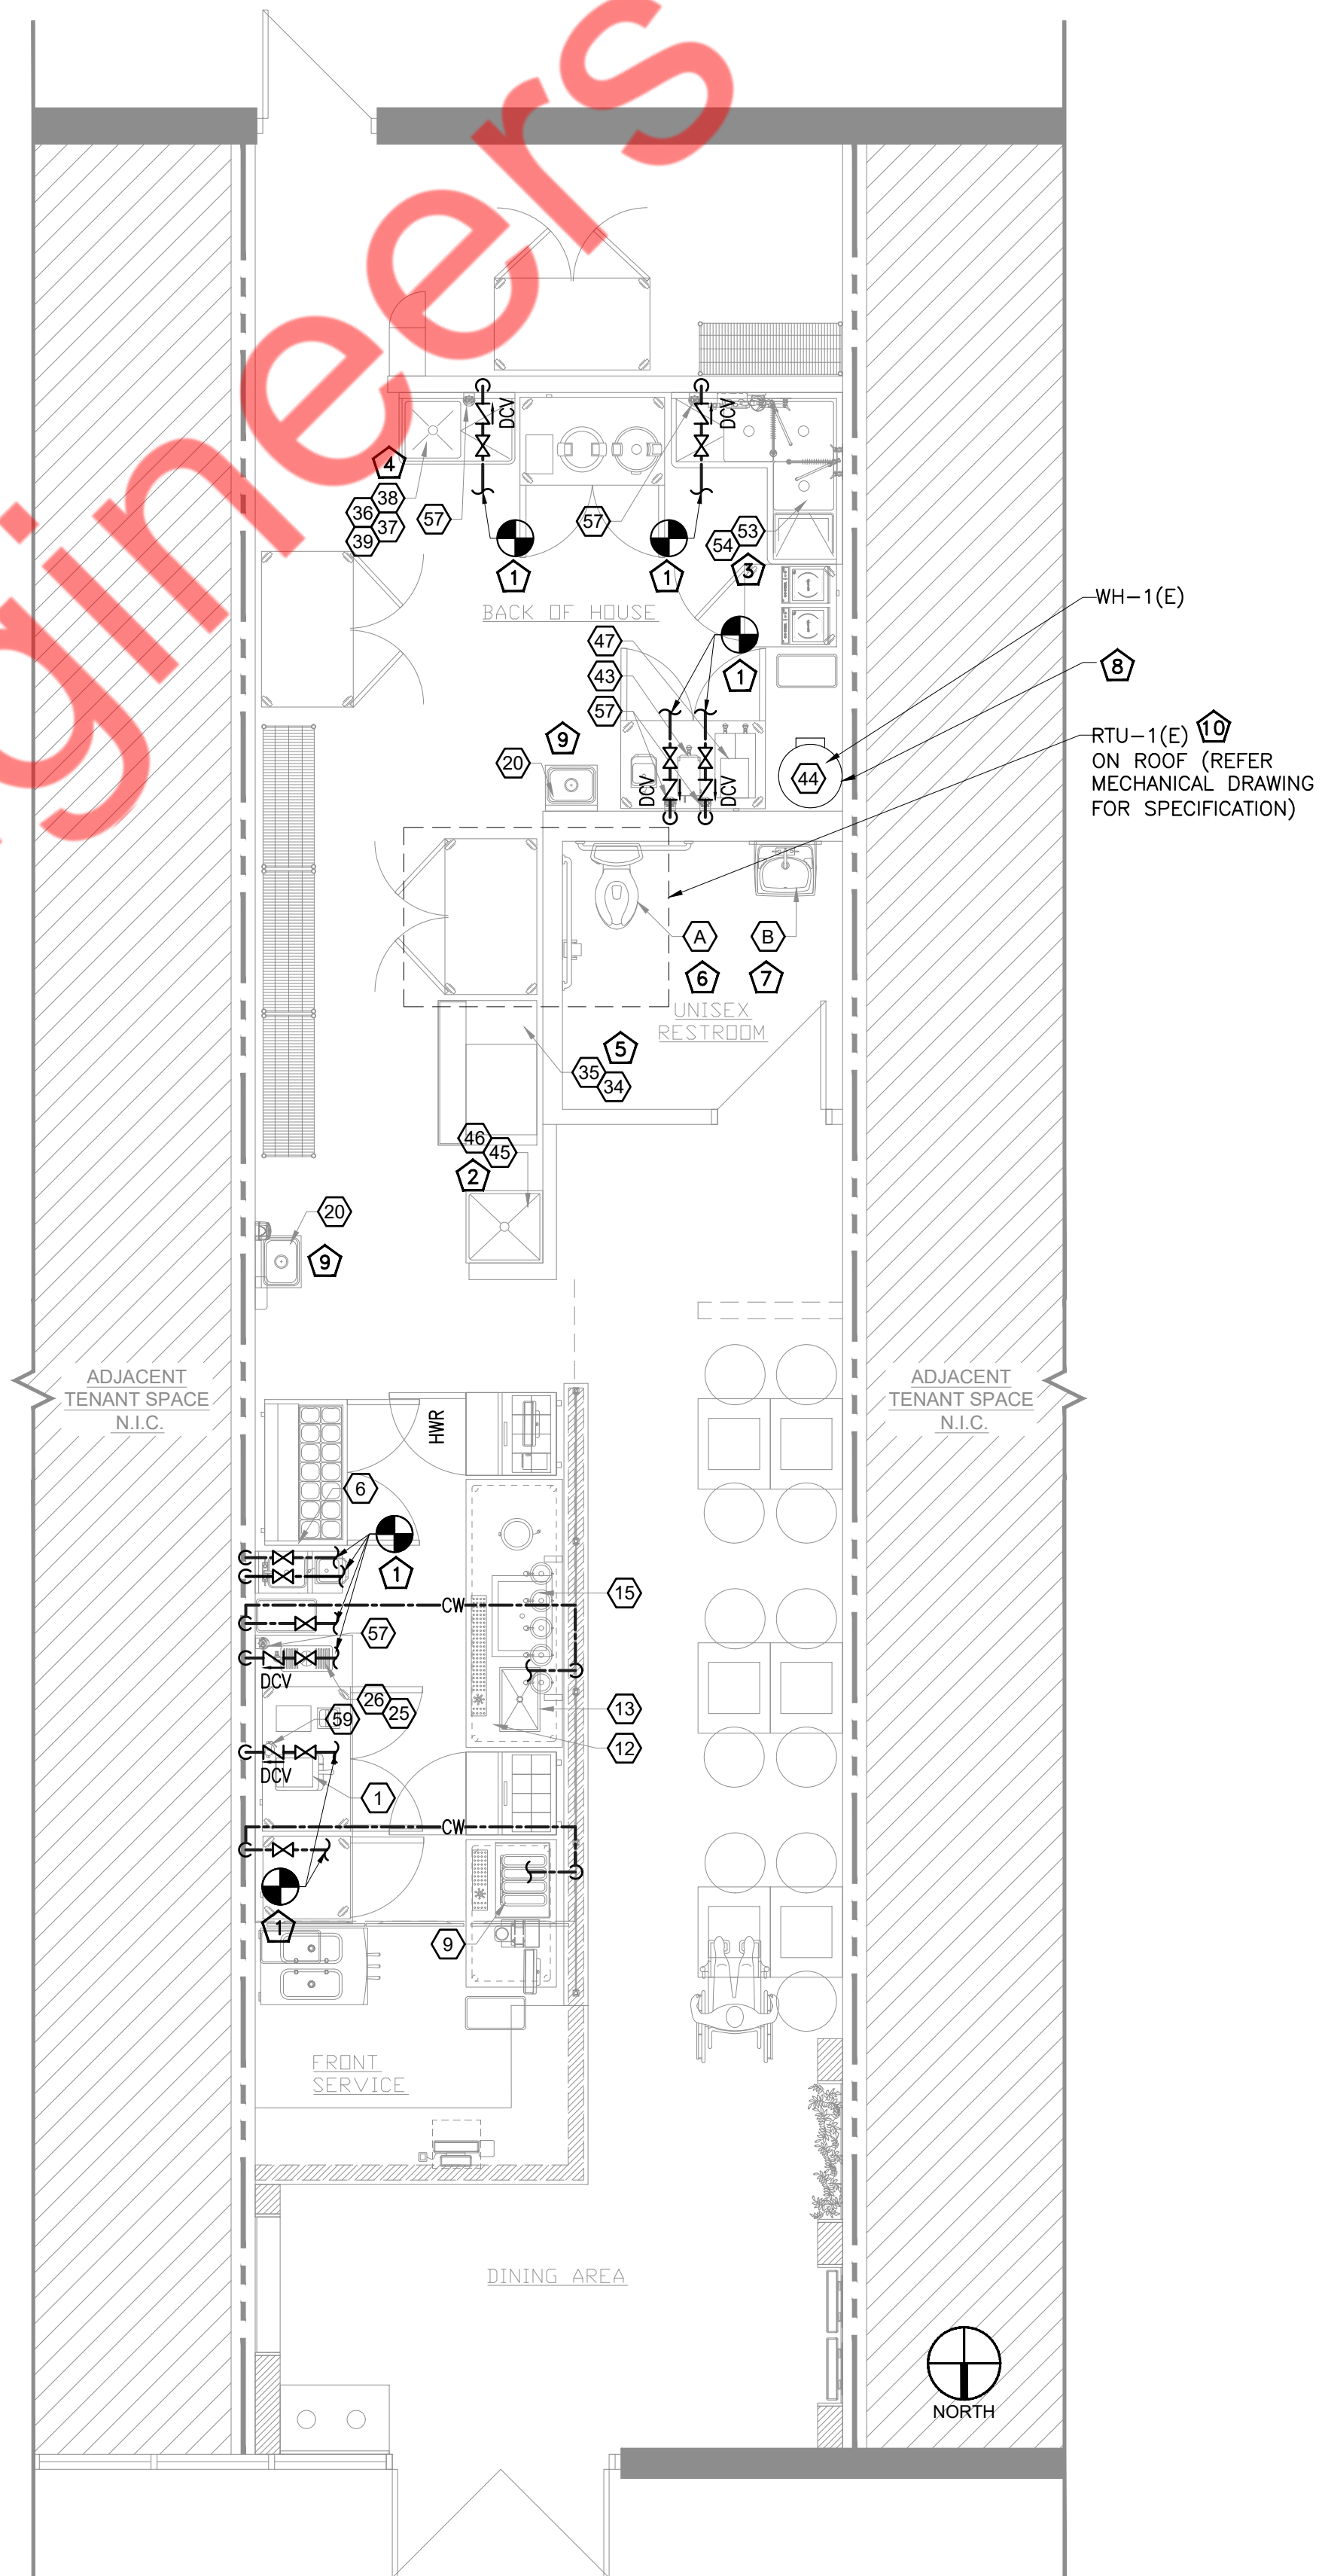 gineers
DCV
DCV
4
38
36
37
39
57
57
53
54
1
1
3
BACK OF HOUSE
WH-1(E)
47
43
1
57
8
9
20
RTU-1(E) 10
ON ROOF (REFER
MECHANICAL DRAWING
FOR SPECIFICATION)
44
DCV
DCV
A
B
6
7
UNISEX
RESTROOM
5
35
34
46
45
2
20
9
ADJACENT
TENANT SPACE
N.I.C.
ADJACENT
TENANT SPACE
N.I.C.
HWR
6
1
15
CW
57
DCV
26
25
13
59
12
DCV
1
CW
1
9
FRONT
SERVICE
DINING AREA
NORTH